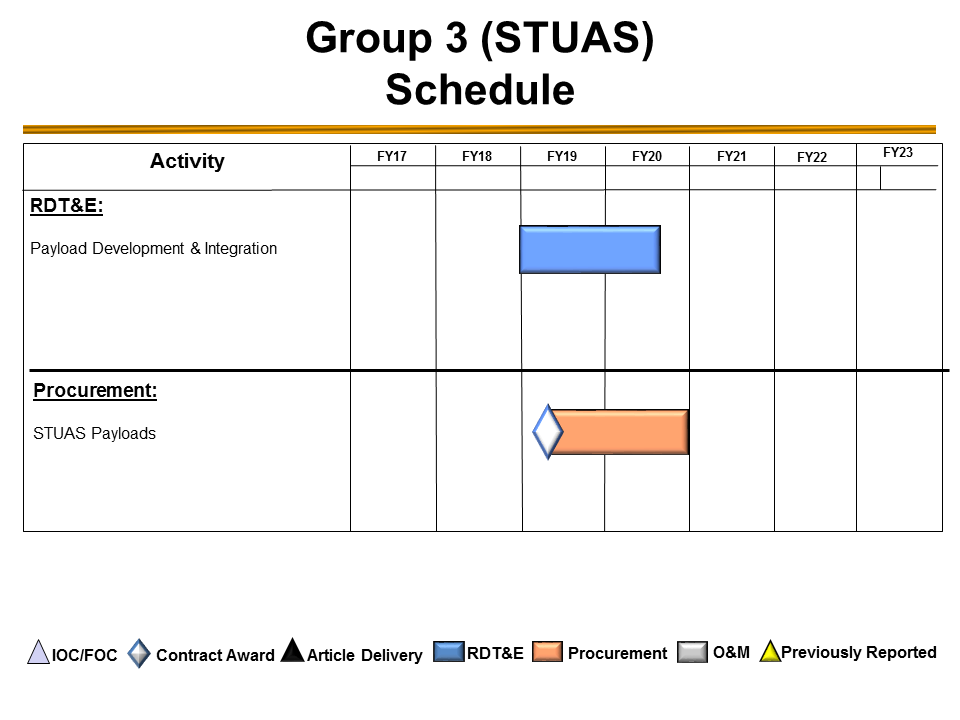 Group 3 (STUAS)
Schedule
Activity
FY17 FY18 FY19 FY20 FY21 FY22 FY23
RDT&E:
Payload Development & Integration
Procurement:
STUAS Payloads
IOC/FOC Contract Award Article Delivery RDT&E Procurement O&M Previously Reported